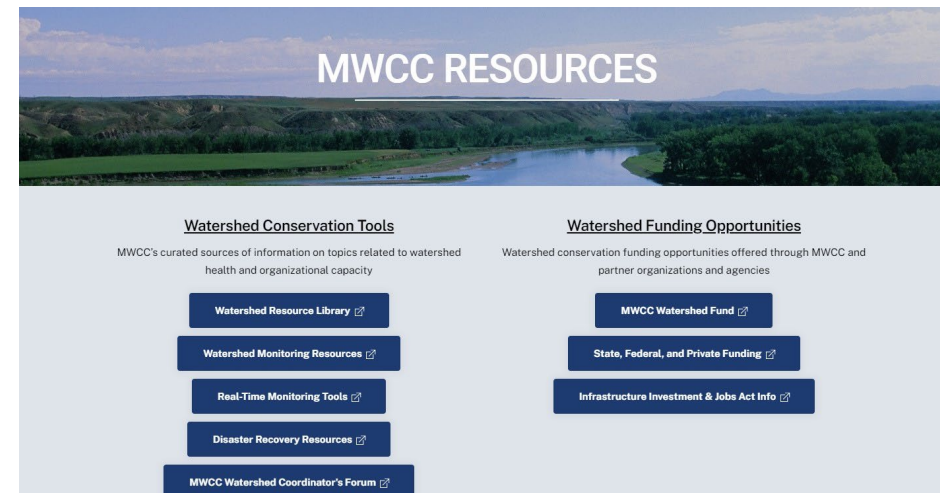 MWCC RESOURCES
Watershed Conservation Tools
MWCC's curated sources of information on topics related to watershed
health and organizational capacity
Watershed Resource Library
Watershed Monitoring Resources
Real-Time Monitoring Tools
Disaster Recovery Resources
MWCC Watershed Coordinator's Forum
Watershed Funding Opportunities
Watershed conservation funding opportunities offered through MWCC and
partner organizations and agencies
MWCC Watershed Fund
State, Federal, and Private Funding
Infrastructure Investment & Jobs Act Info